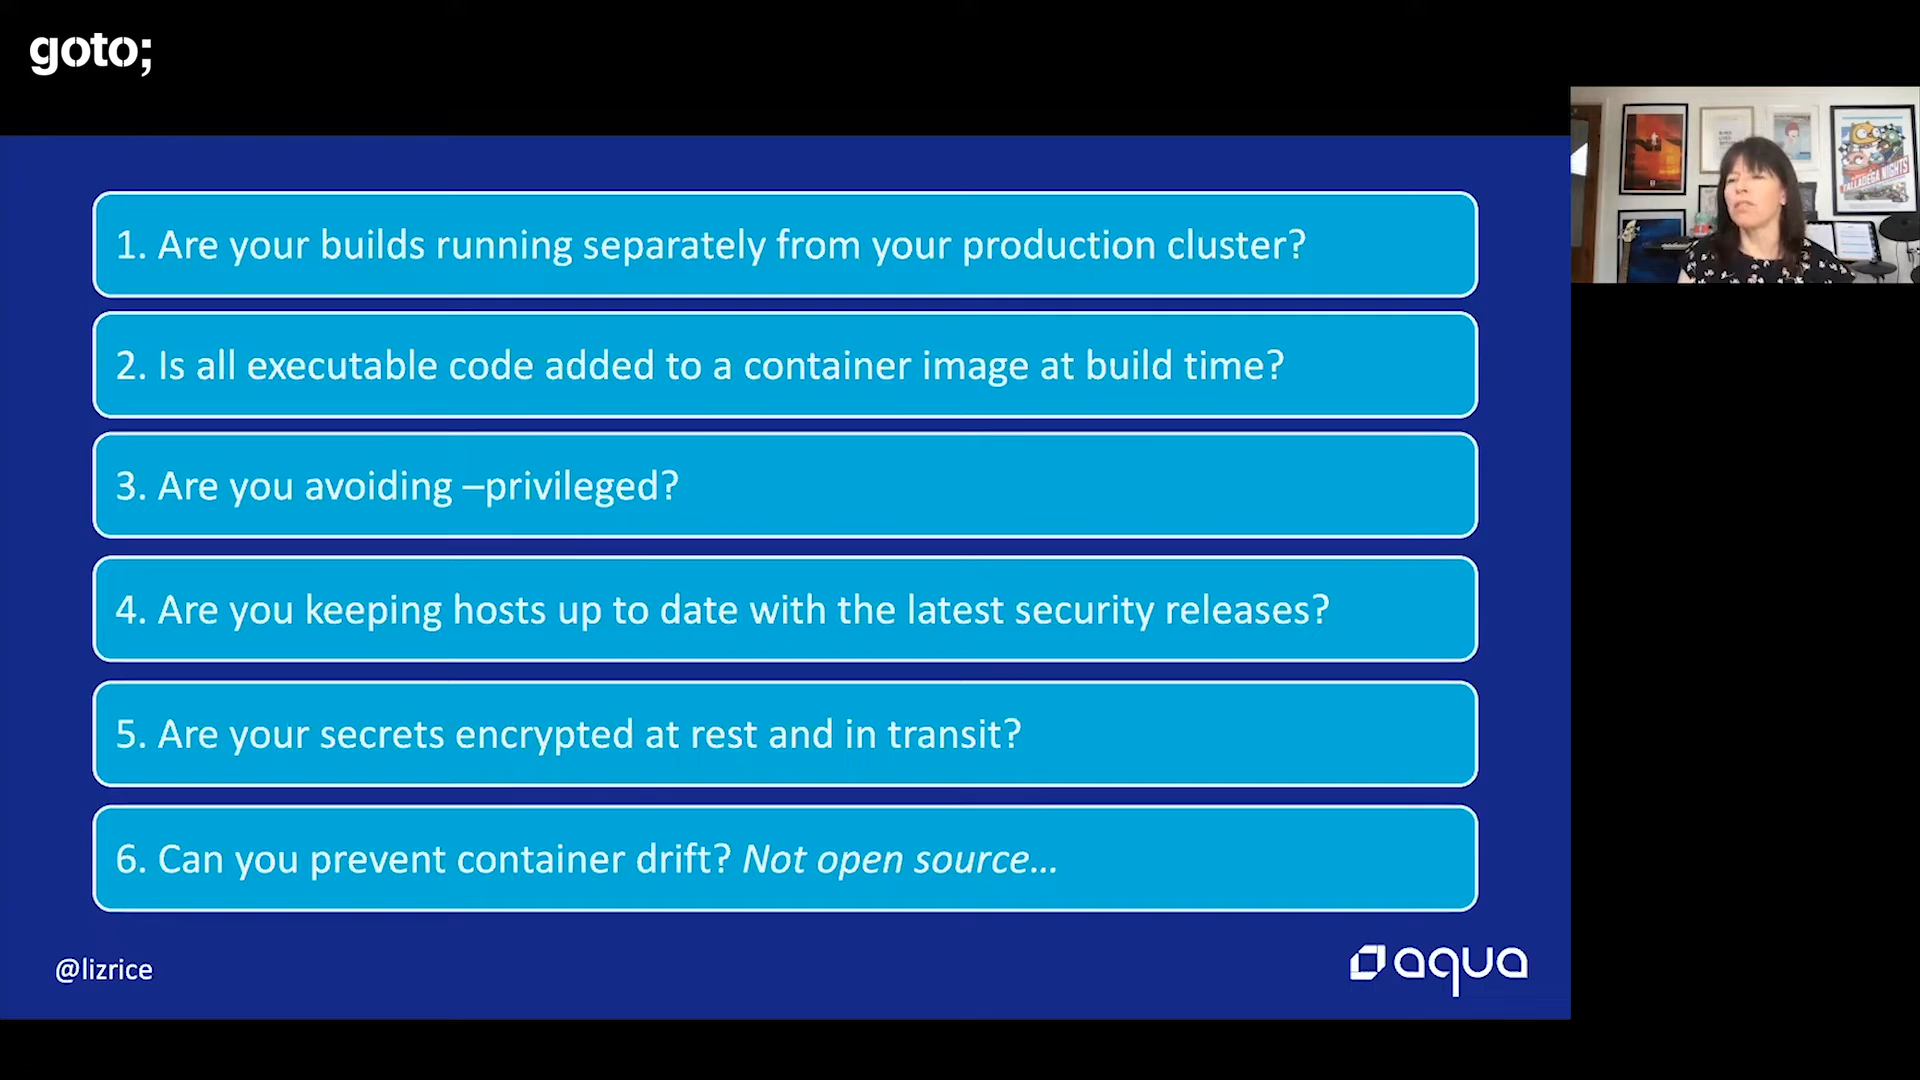 goto;
1. Are your builds running separately from your production cluster?
2. Is all executable code added to a container image at build time?
3. Are you avoiding –privileged?
4. Are you keeping hosts up to date with the latest security releases?
5. Are your secrets encrypted at rest and in transit?
6. Can you prevent container drift? Not open source...
@lizrice
aqua
TALLADEGA NIGHTS